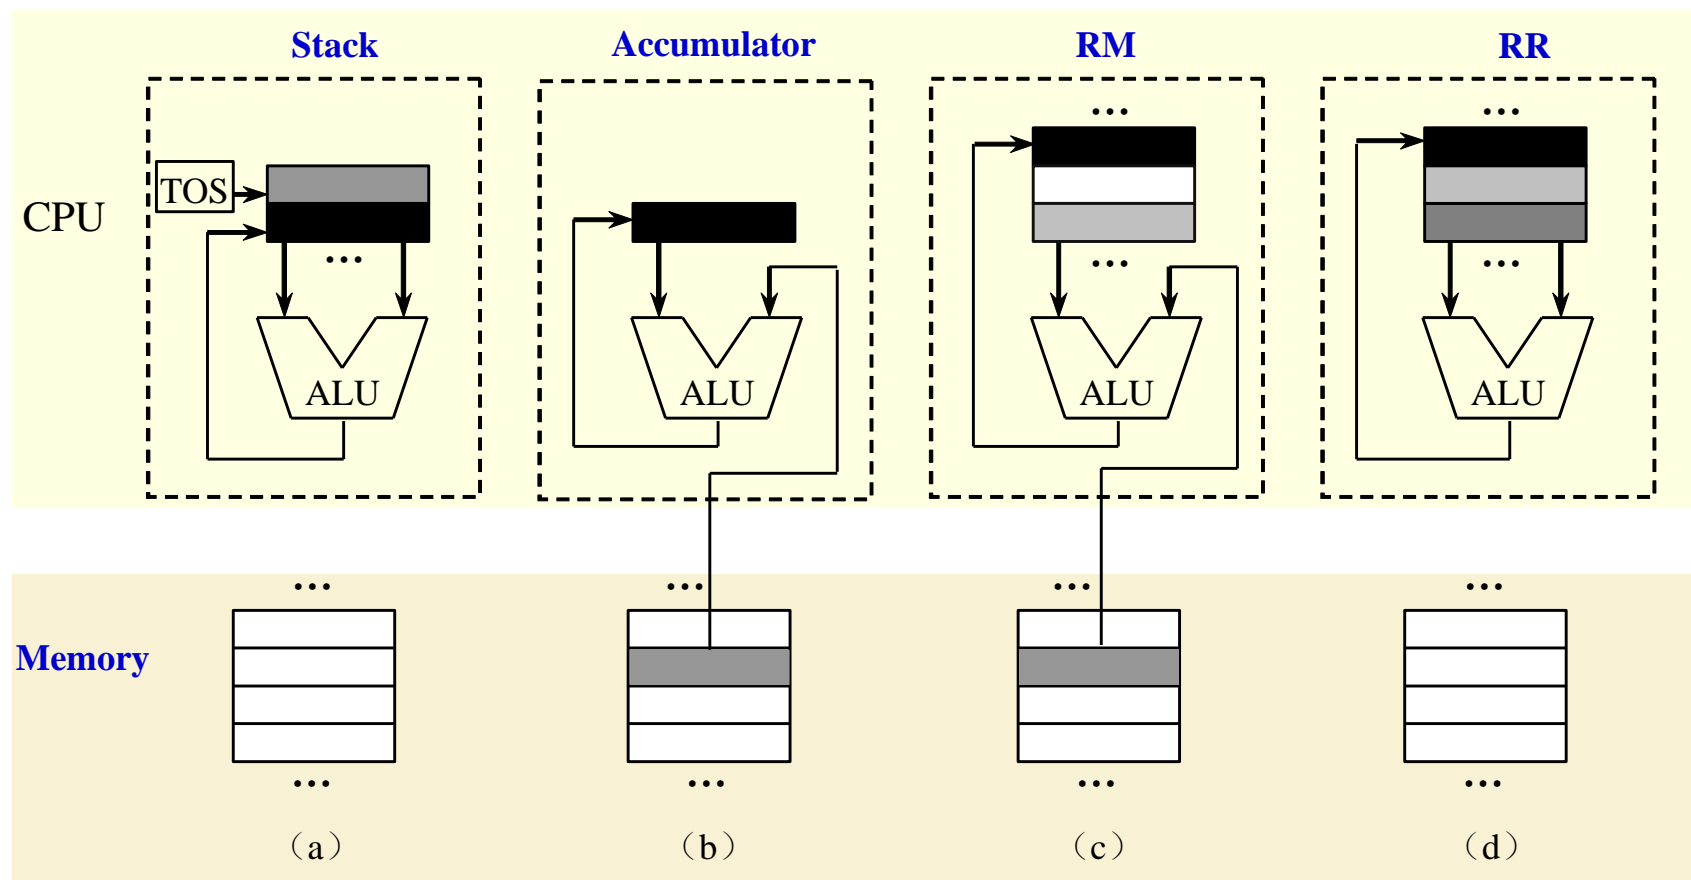 Stack Accumulator RM RR
...
...
TOS
CPU
...
...
...
ALU ALU ALU ALU
... ... ... ...
Memory
... ... ... ...
（a） （b） （c） （d）